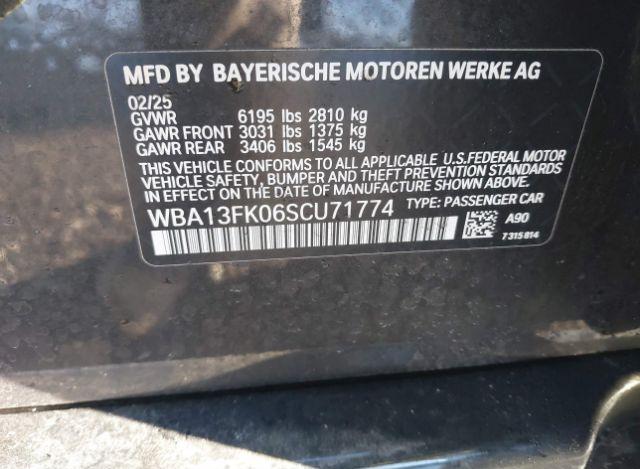 MFD BY BAYERISCHE MOTOREN WERKE AG
02/25
GVWR 6195 lbs 2810 kg
GAWR FRONT 3031 lbs 1375 kg
GAWR REAR 3406 lbs 1545 kg
THIS VEHICLE CONFORMS TO ALL APPLICABLE U.S.FEDERAL MOTOR
VEHICLE SAFETY, BUMPER AND THEFT PREVENTION STANDARDS
IN EFFECT ON THE DATE OF MANUFACTURE SHOWN ABOVE.
WBA13FK06SCU71774 TYPE: PASSENGER CAR
A90
7315814